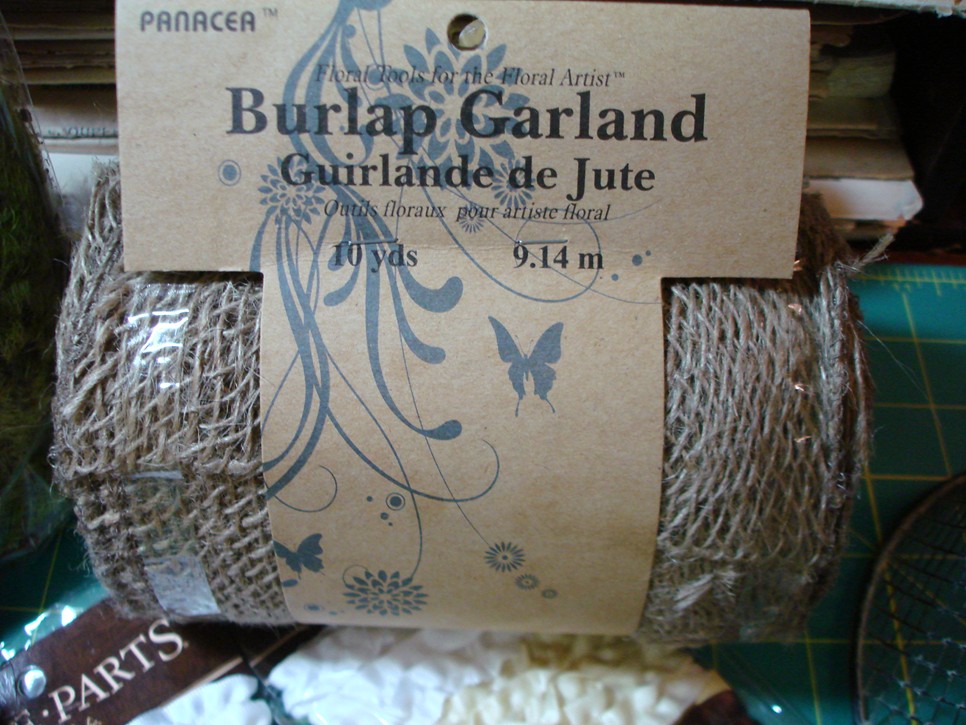 PANACEA™
Floral Tools for the Floral Artist™
Burlap Garland
Guirlande de Jute
Outils floraux pour artiste floral
10 yds 9.14 m
·PARTS